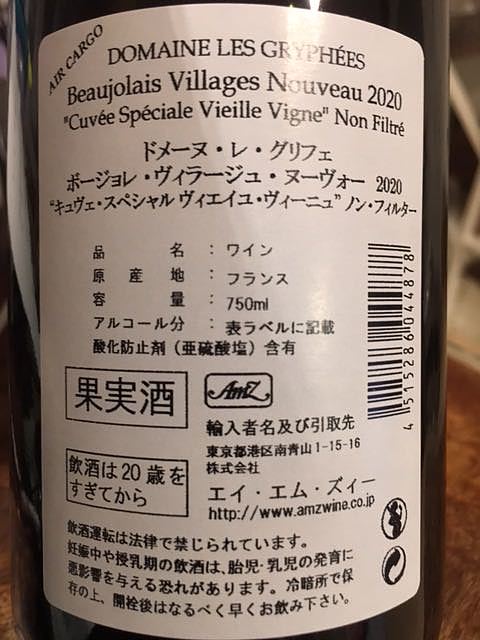 AIR CARGO
DOMAINE LES GRYPHÉES
Beaujolais Villages Nouveau 2020
"Cuvée Spéciale Vieille Vigne" Non Filtré
ドメーヌ・レ・グリフェ
ボージョレ・ヴィラージュ・ヌーヴォー 2020
“キュヴェ・スペシャル ヴィエイユ・ヴィーニュ” ノン・フィルター
品名：ワイン
原産地：フランス
容量：750ml
アルコール分：表ラベルに記載
酸化防止剤（亜硫酸塩）含有
果実酒
AMZ
輸入者名及び引取先
東京都港区南青山1-15-16
株式会社
エイ・エム・ズィー
http://www.amzwine.co.jp
飲酒は20歳を
すぎてから
4515286044878
飲酒運転は法律で禁じられています。
妊娠中や授乳期の飲酒は、胎児・乳児の発育に
悪影響を与える恐れがあります。冷暗所で保
存の上、開栓後はなるべく早くお飲み下さい。